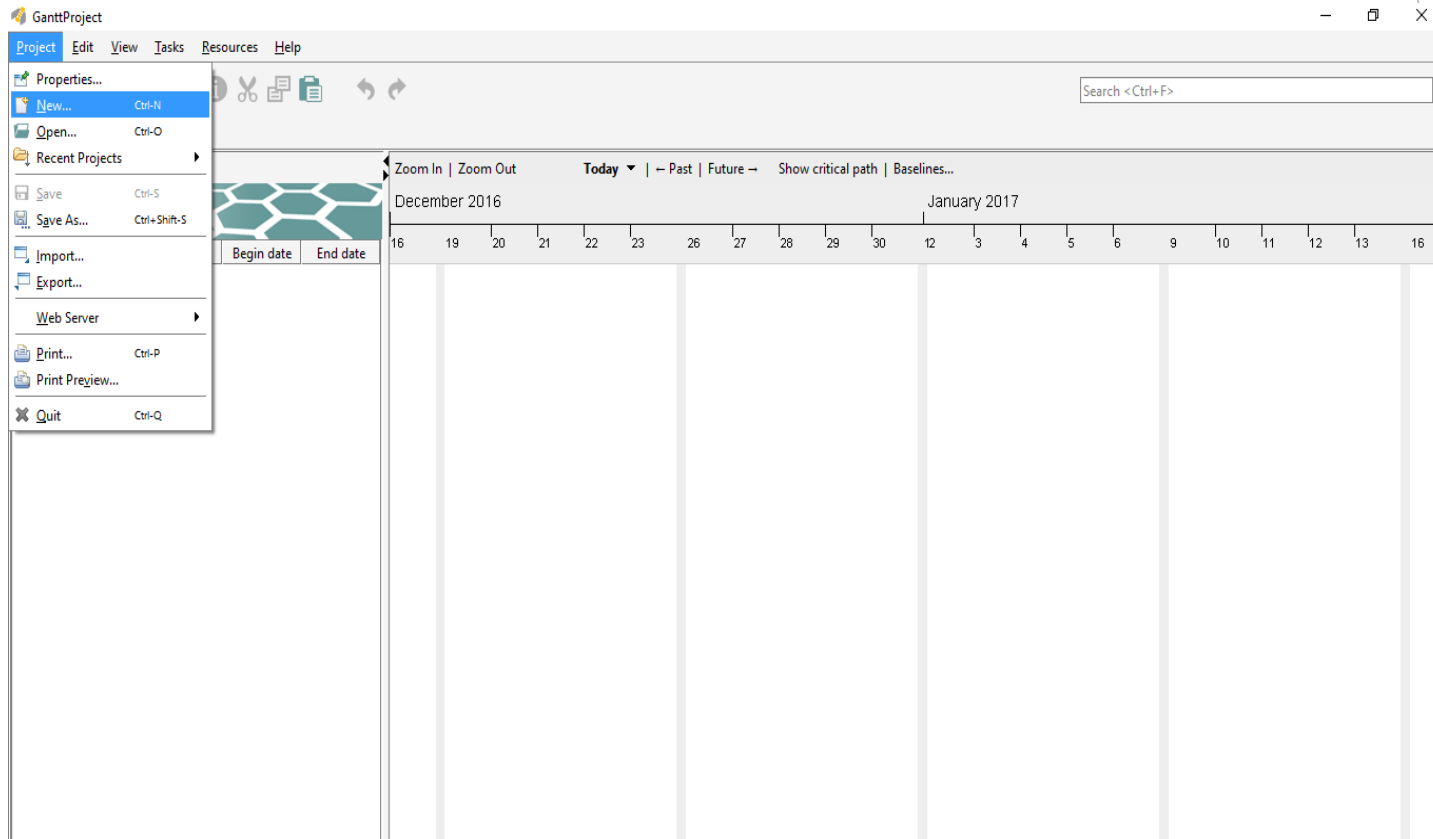 GanttProject
Project Edit View Tasks Resources Help
Properties...
New... Ctrl-N
Open... Ctrl-O
Recent Projects
Save Ctrl-S
Save As... Ctrl+Shift-S
Import...
Export...
Web Server
Print... Ctrl-P
Print Preview...
Quit Ctrl-Q
Search <Ctrl+F>
Zoom In | Zoom Out Today ▼ | ← Past | Future → Show critical path | Baselines...
December 2016 January 2017
16 19 20 21 22 23 26 27 28 29 30 12 3 4 5 6 9 10 11 12 13 16
Begin date End date